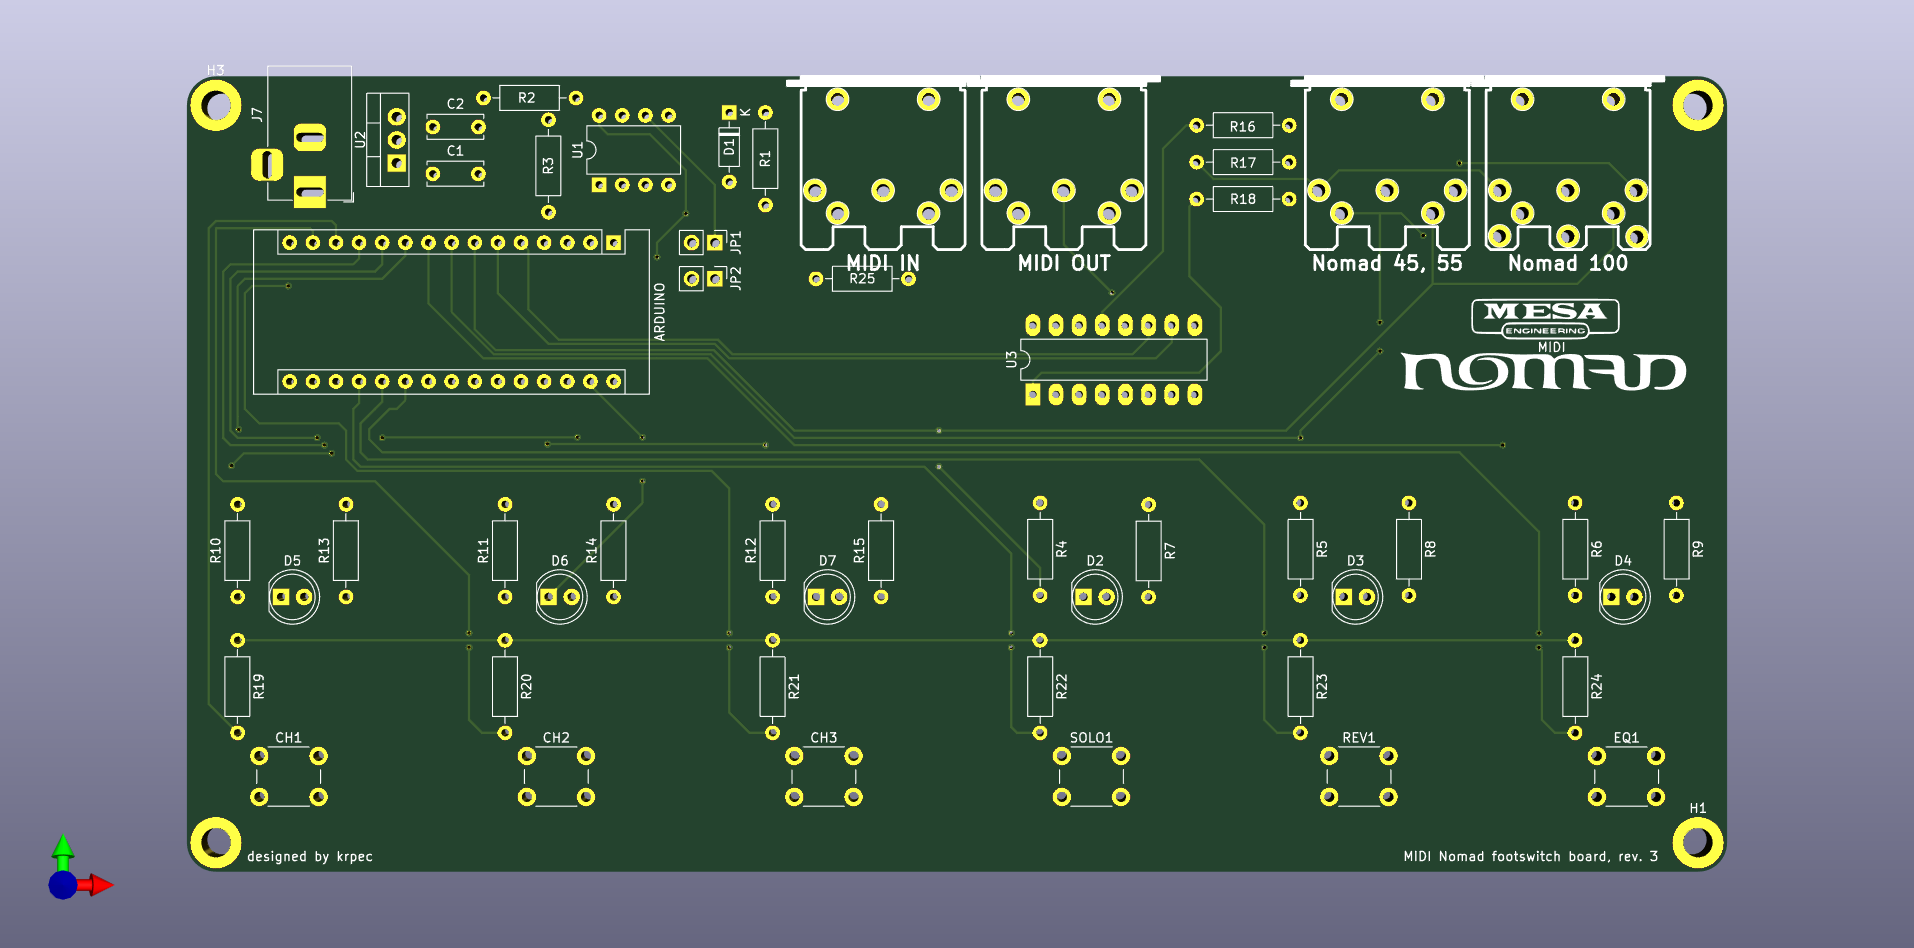 H3
J7
U2
C2
C1
R2
R3
U1
K
D1
R1
JP1
JP2
ARDUINO
MIDI IN
MIDI OUT
R25
R16
R17
R18
Nomad 45, 55
Nomad 100
U3
MESA
ENGINEERING
MIDI
NOMAD
R10
R13
R11
R14
R12
R15
R4
R7
R5
R8
R6
R9
D5
D6
D7
D2
D3
D4
R19
R20
R21
R22
R23
R24
CH1
CH2
CH3
SOLO1
REV1
EQ1
H1
designed by krpec
MIDI Nomad footswitch board, rev. 3